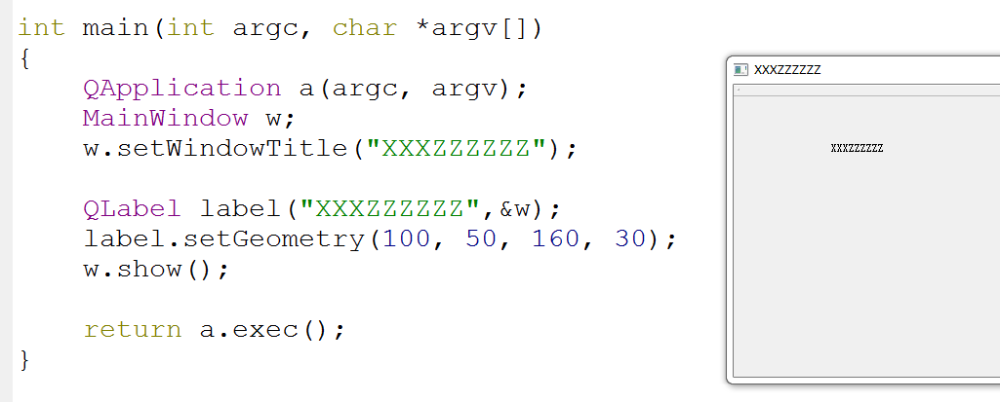 int main(int argc, char *argv[])
{
    QApplication a(argc, argv);
    MainWindow w;
    w.setWindowTitle("XXXZZZZZZ");
    QLabel label("XXXZZZZZZ",&w);
    label.setGeometry(100, 50, 160, 30);
    w.show();
    return a.exec();
}
XXXZZZZZZ
XXXZZZZZZ